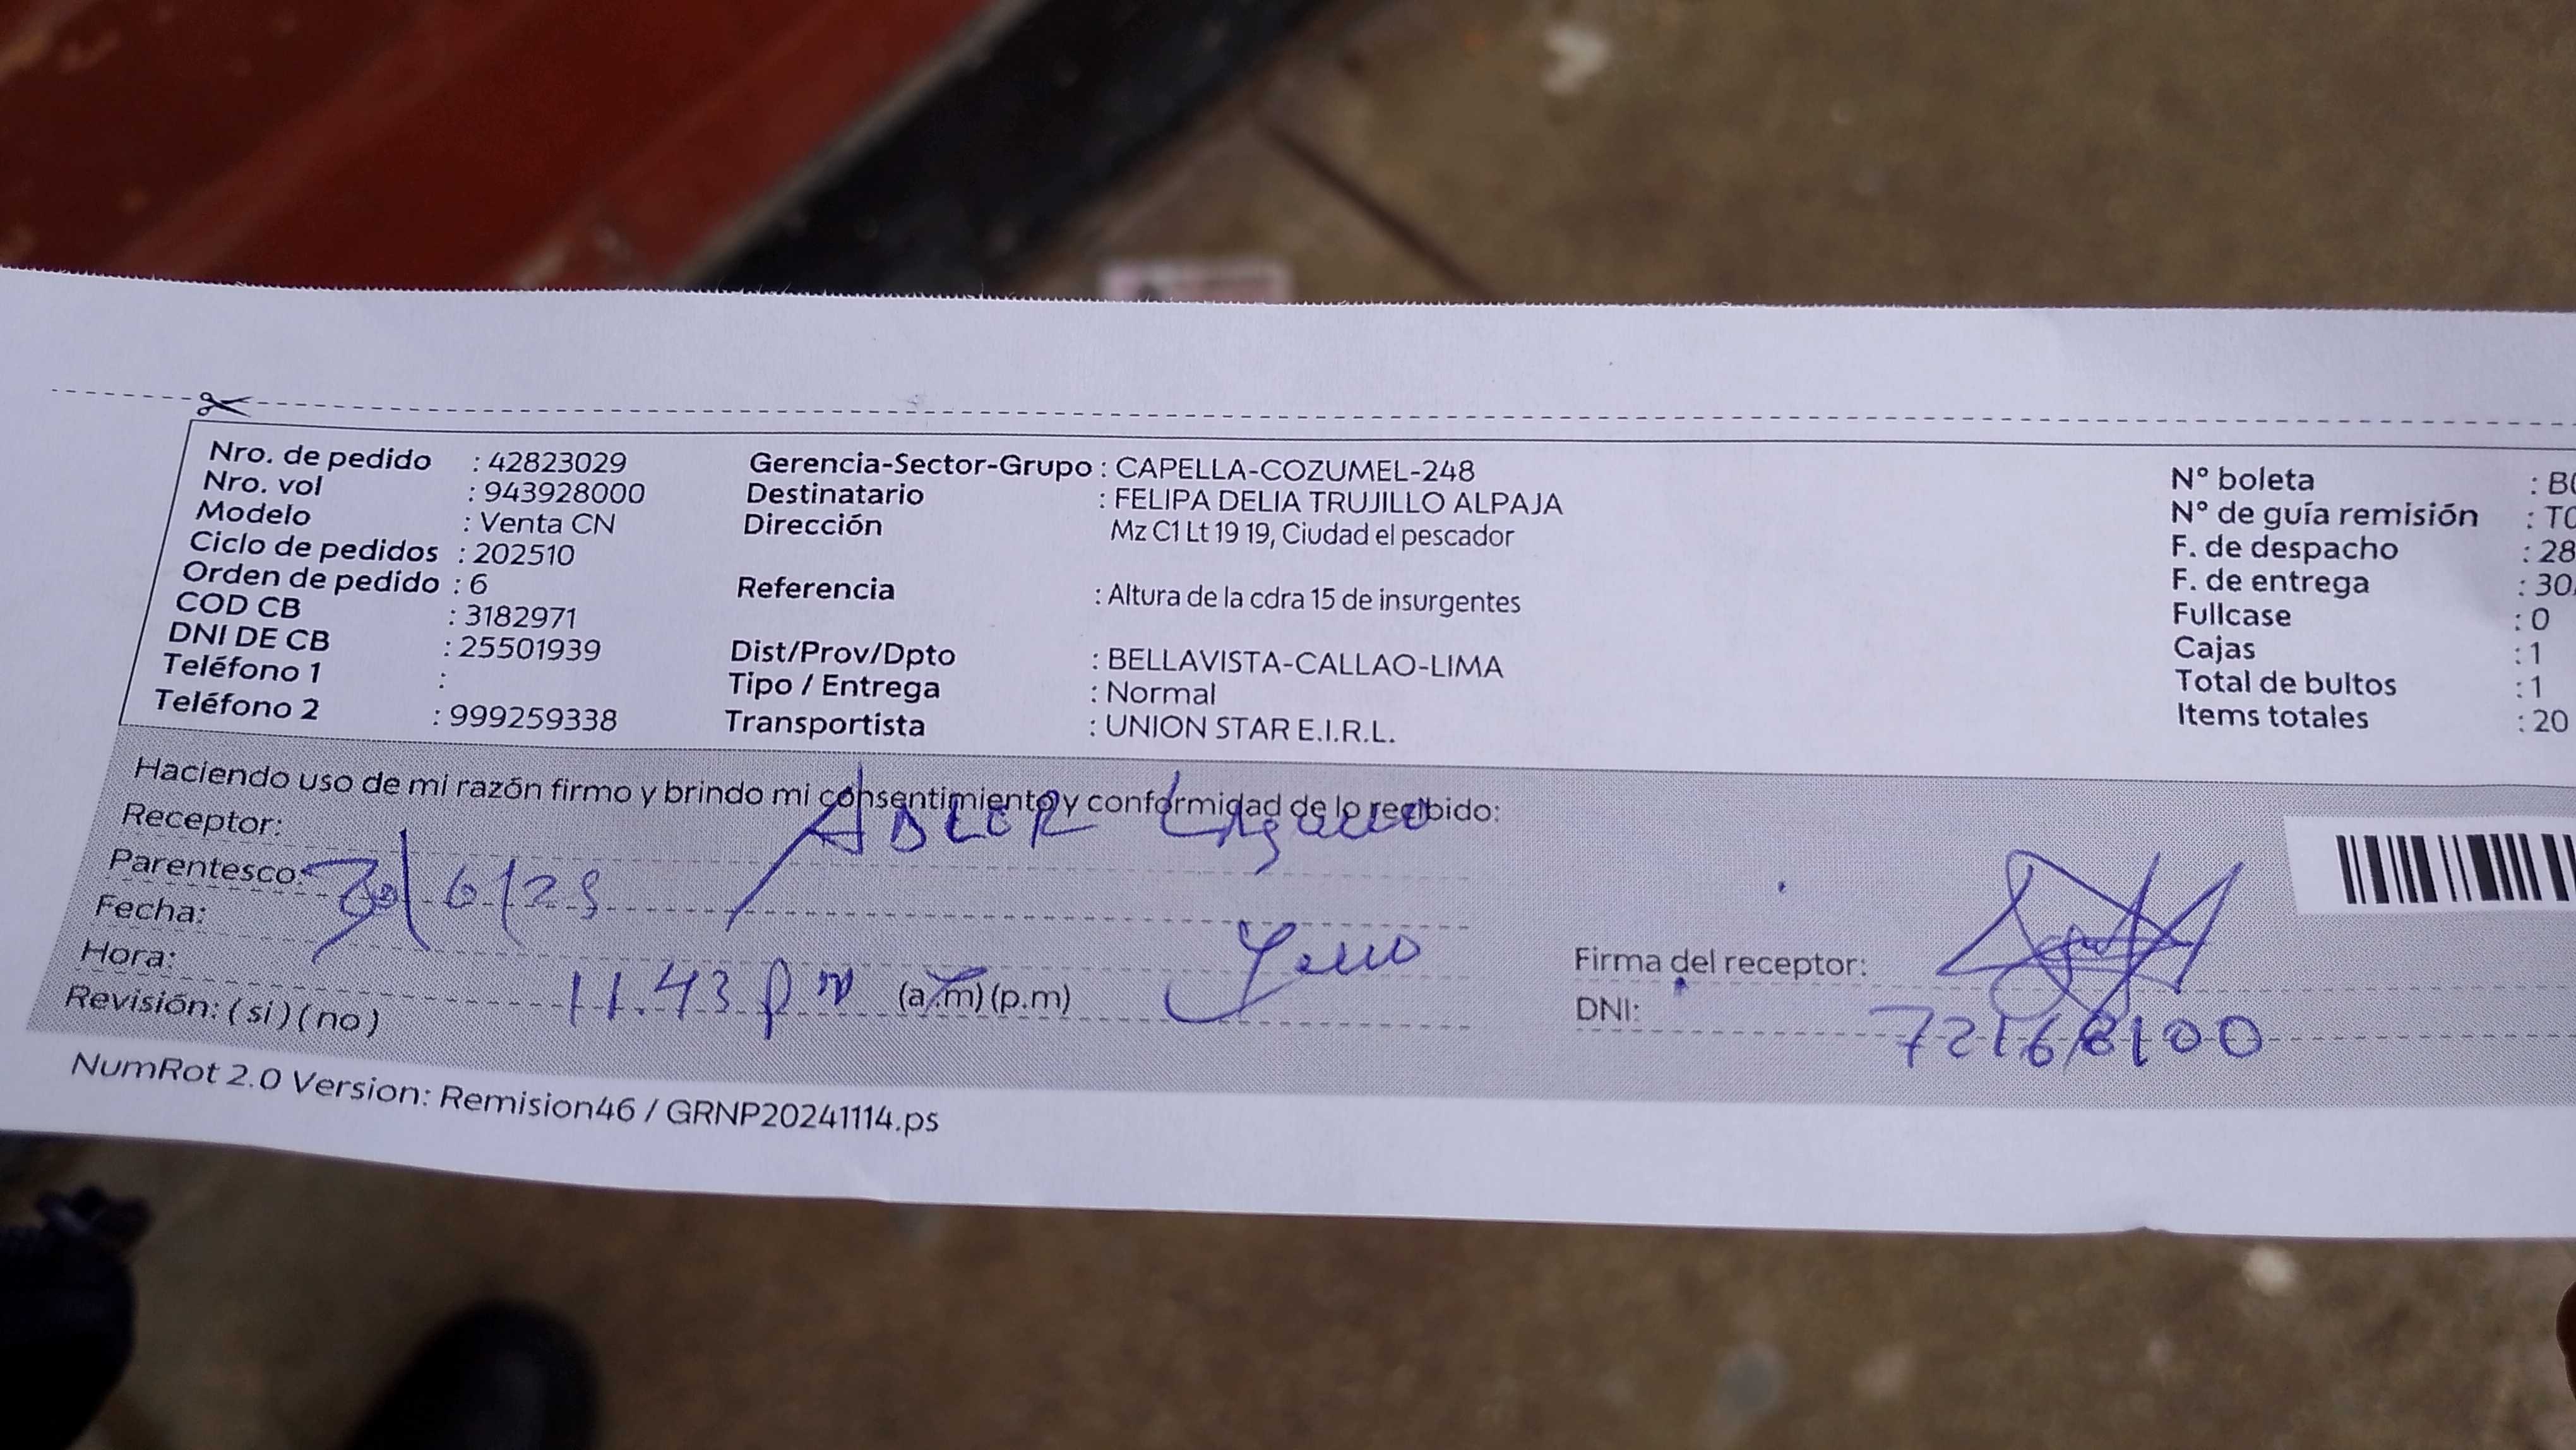 Nro. de pedido : 42823029 Gerencia-Sector-Grupo : CAPELLA-COZUMEL-248 N° boleta
Nro. vol : 943928000 Destinatario : FELIPA DELIA TRUJILLO ALPAJA N° de guía remisión
Modelo : Venta CN Dirección Mz C1 Lt 19 19, Ciudad el pescador F. de despacho : 28
Ciclo de pedidos : 202510 F. de entrega : 30
Orden de pedido : 6 Referencia : Altura de la cdra 15 de insurgentes Fullcase : 0
COD CB : 3182971 Cajas : 1
DNI DE CB : 25501939 Dist/Prov/Dpto : BELLAVISTA-CALLAO-LIMA Total de bultos : 1
Teléfono 1 : Tipo / Entrega : Normal Items totales : 20
Teléfono 2 : 999259338 Transportista : UNION STAR E.I.R.L.
Haciendo uso de mi razón firmo y brindo mi consentimiento y conformidad de lo recibido:
Receptor:
Parentesco:
Fecha: 30/6/25
Hora: 11.43 pm (a.m) (p.m) Yerno Firma del receptor:
Revisión: ( si ) ( no ) DNI: 72168100
NumRot 2.0 Version: Remision46 / GRNP20241114.ps